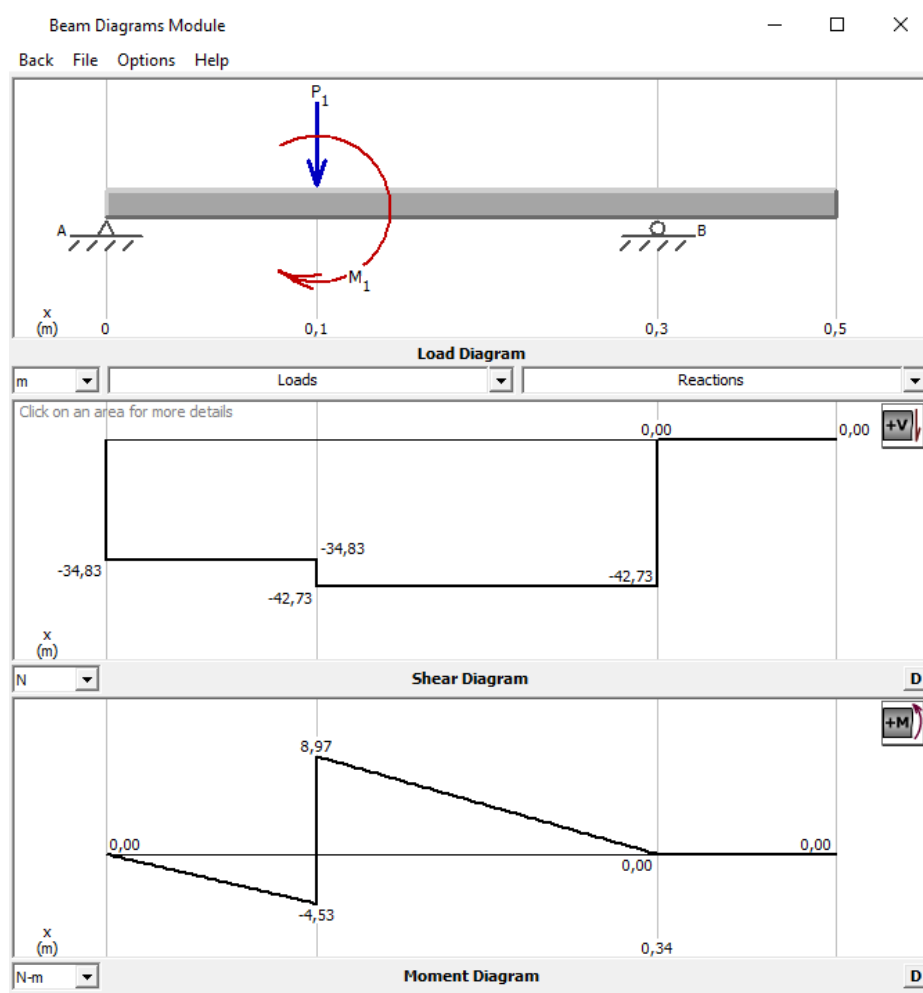 Beam Diagrams Module
Back File Options Help
P1
A
B
M1
x
(m) 0 0,1 0,3 0,5
Load Diagram
m Loads Reactions
Click on an area for more details
0,00 0,00 +V
-34,83
-34,83
-42,73
-42,73
x
(m)
N Shear Diagram D
+M
8,97
0,00 0,00
0,00
-4,53
x
(m) 0,34
N-m Moment Diagram D